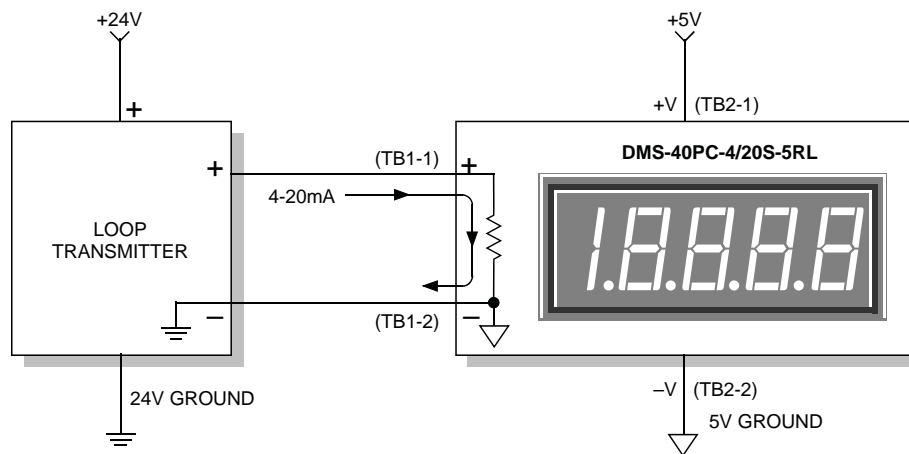 +24V
+5V
+
+V (TB2-1)
DMS-40PC-4/20S-5RL
+ (TB1-1) +
4-20mA
LOOP
TRANSMITTER
1.8.8.8.8
– (TB1-2) –
24V GROUND
–V (TB2-2)
5V GROUND